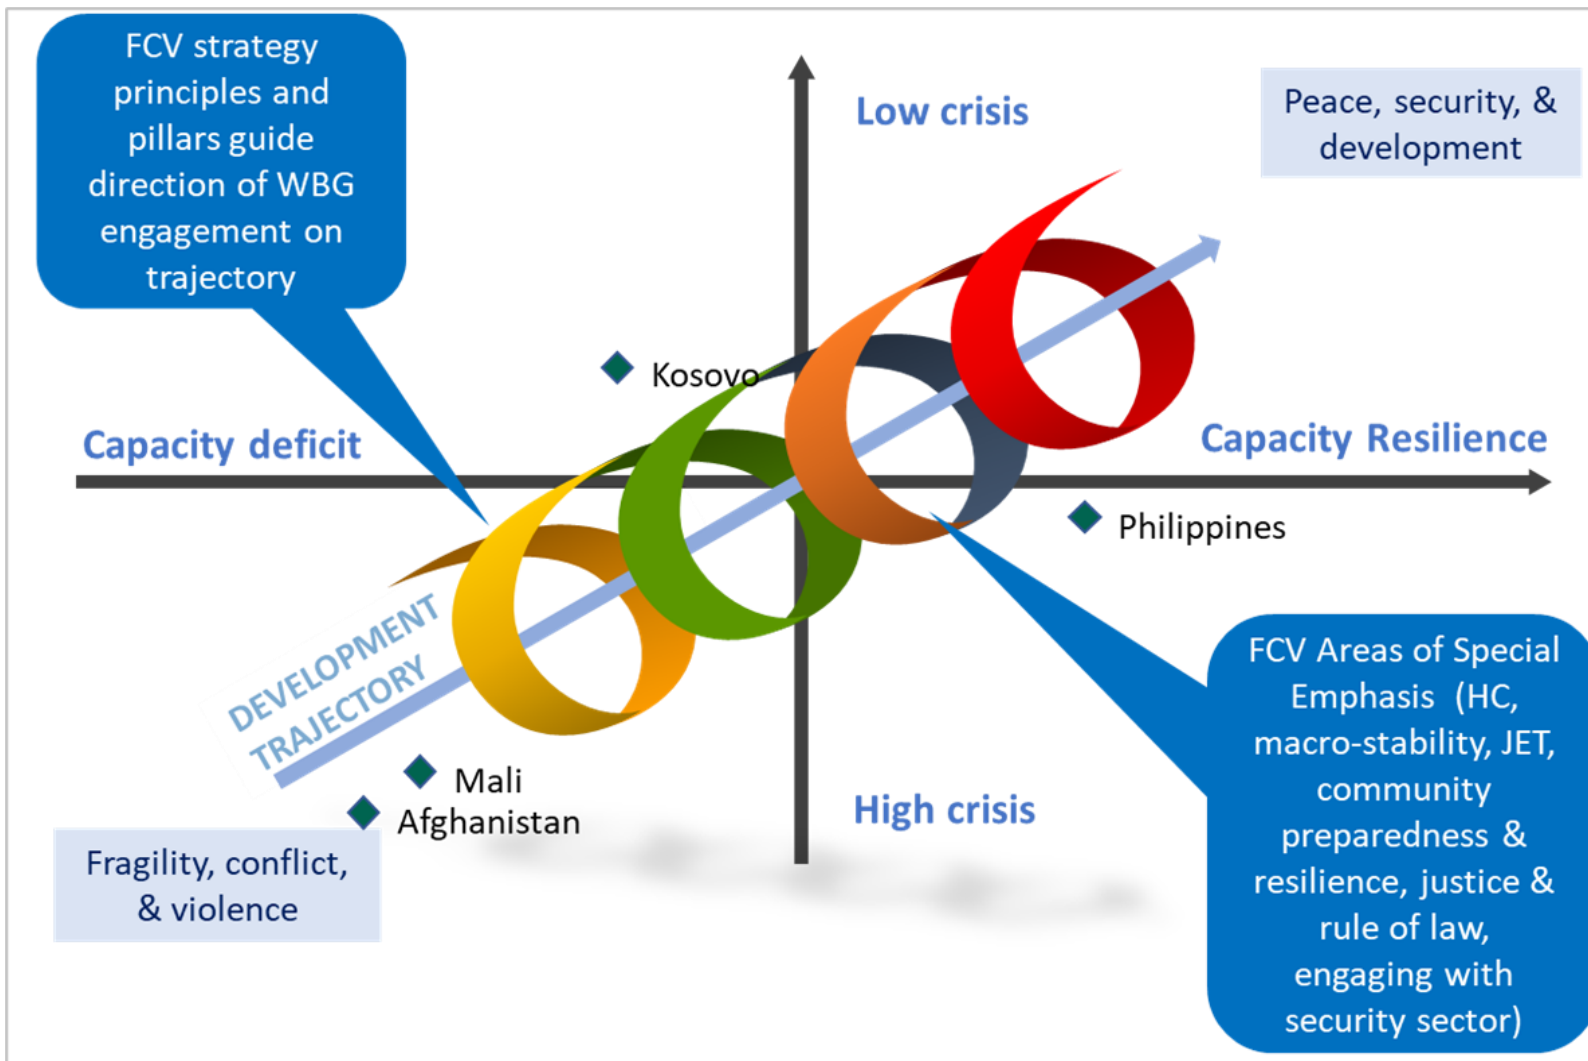 FCV strategy
principles and
pillars guide
direction of WBG
engagement on
trajectory
Low crisis
Peace, security, &
development
Kosovo
Capacity deficit
Capacity Resilience
Philippines
DEVELOPMENT
TRAJECTORY
Mali
Afghanistan
High crisis
Fragility, conflict,
& violence
FCV Areas of Special
Emphasis (HC,
macro-stability, JET,
community
preparedness &
resilience, justice &
rule of law,
engaging with
security sector)